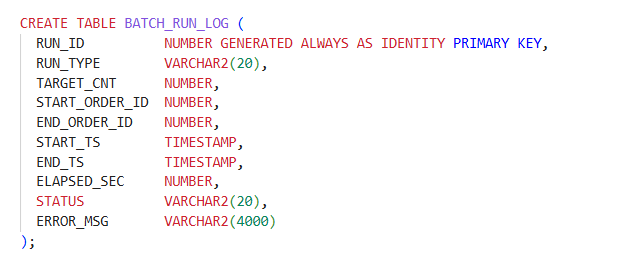 CREATE TABLE BATCH_RUN_LOG (
  RUN_ID          NUMBER GENERATED ALWAYS AS IDENTITY PRIMARY KEY,
  RUN_TYPE        VARCHAR2(20),
  TARGET_CNT      NUMBER,
  START_ORDER_ID  NUMBER,
  END_ORDER_ID    NUMBER,
  START_TS        TIMESTAMP,
  END_TS          TIMESTAMP,
  ELAPSED_SEC     NUMBER,
  STATUS          VARCHAR2(20),
  ERROR_MSG       VARCHAR2(4000)
);